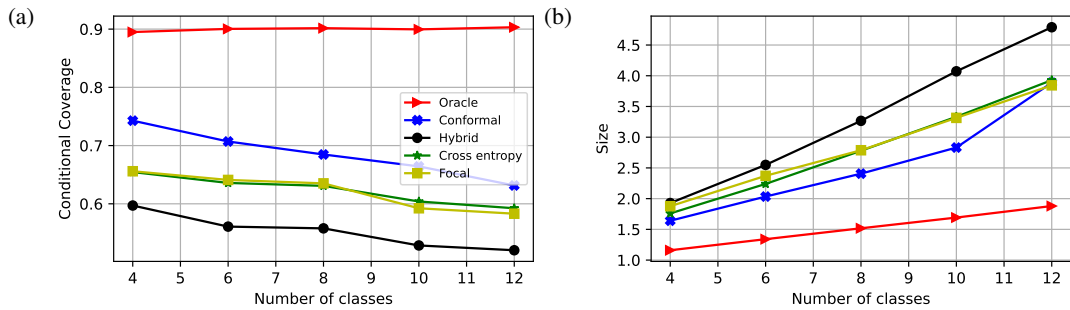 (a)
Conditional Coverage
0.9
0.8
0.7
0.6
Oracle
Conformal
Hybrid
Cross entropy
Focal
4 5 6 7 8 9 10 11 12
Number of classes
(b)
Size
4.5
4.0
3.5
3.0
2.5
2.0
1.5
1.0
4 5 6 7 8 9 10 11 12
Number of classes